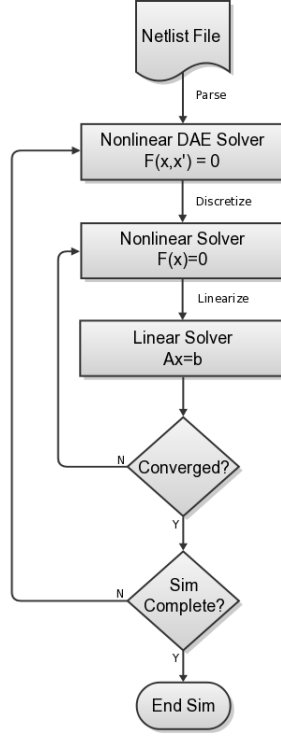 Netlist File
Parse
Nonlinear DAE Solver
F(x,x') = 0
Discretize
Nonlinear Solver
F(x)=0
Linearize
Linear Solver
Ax=b
N
Converged?
Y
N
Sim
Complete?
Y
End Sim